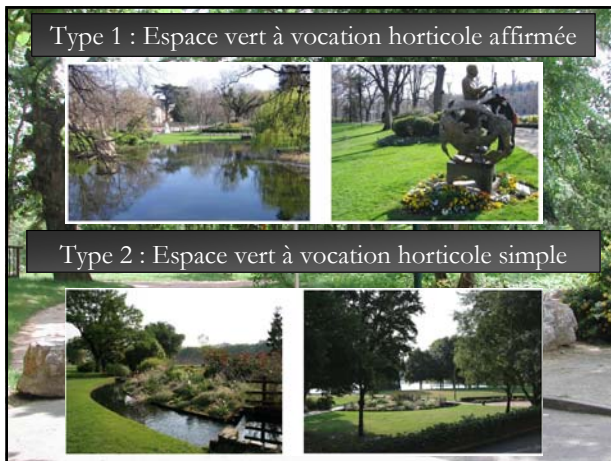 Type 1 : Espace vert à vocation horticole affirmée
Type 2 : Espace vert à vocation horticole simple